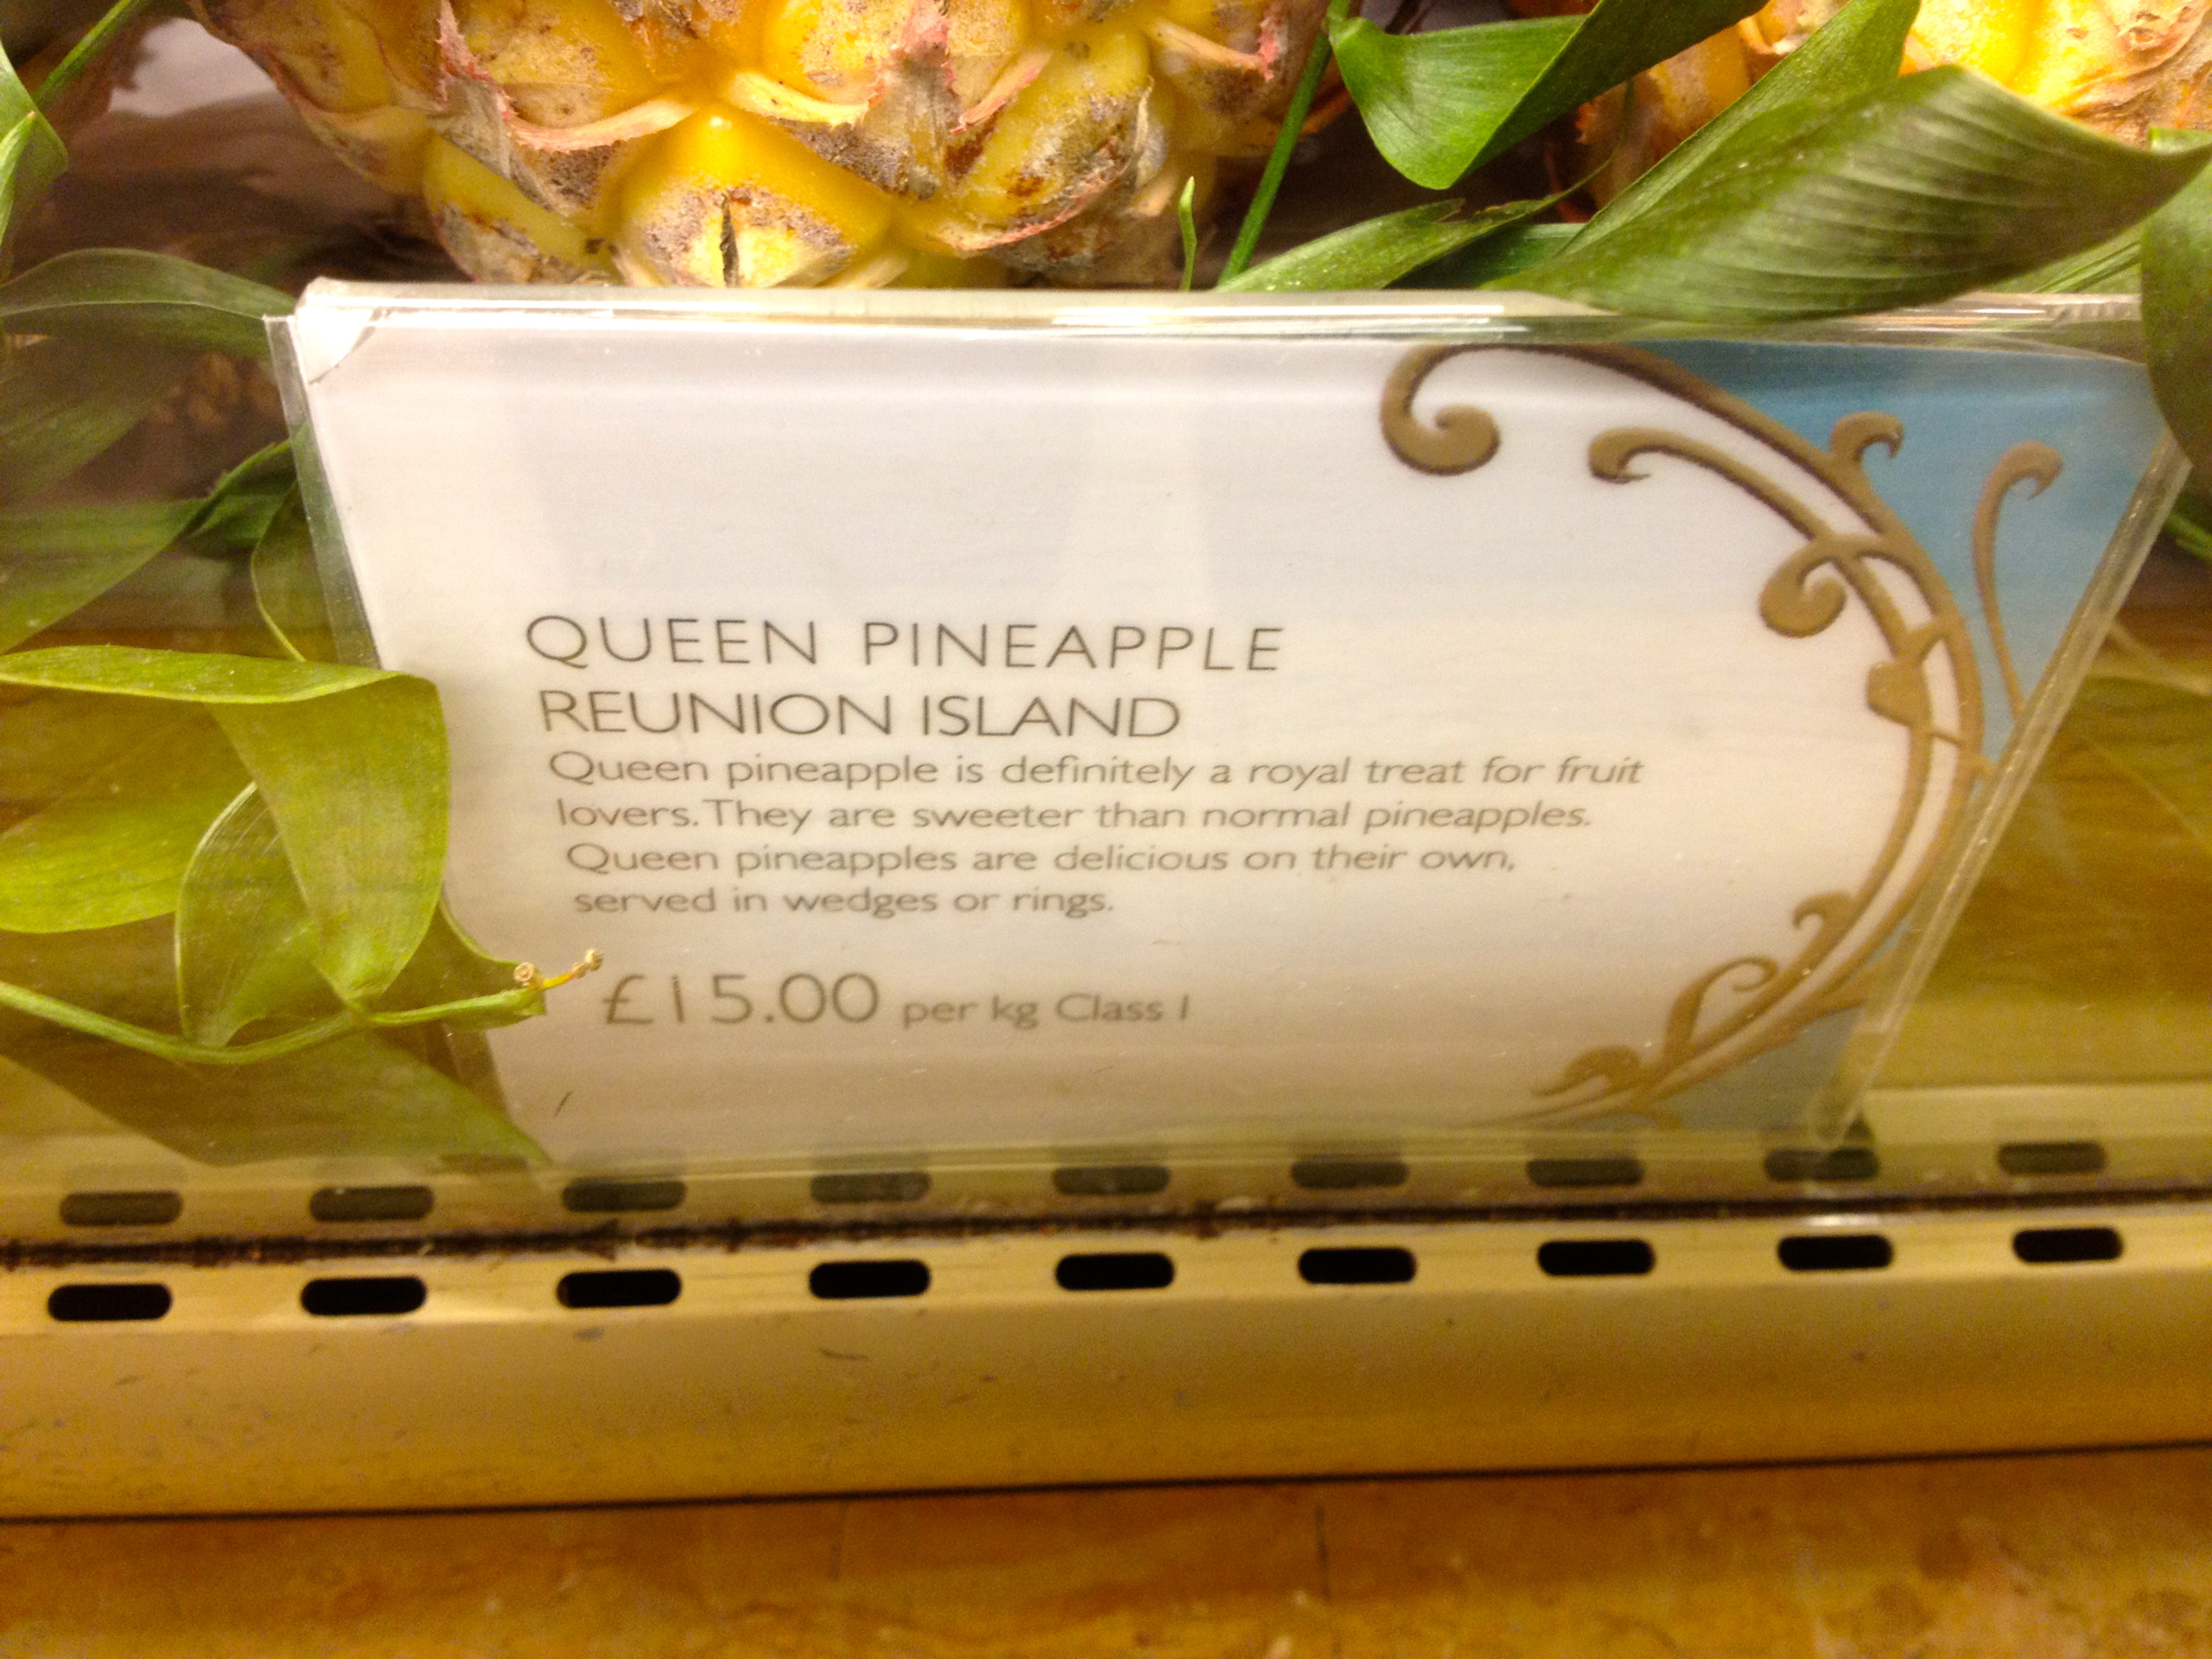 QUEEN PINEAPPLE
REUNION ISLAND
Queen pineapple is definitely a royal treat for fruit
lovers. They are sweeter than normal pineapples.
Queen pineapples are delicious on their own,
served in wedges or rings.
£15.00 per kg Class I